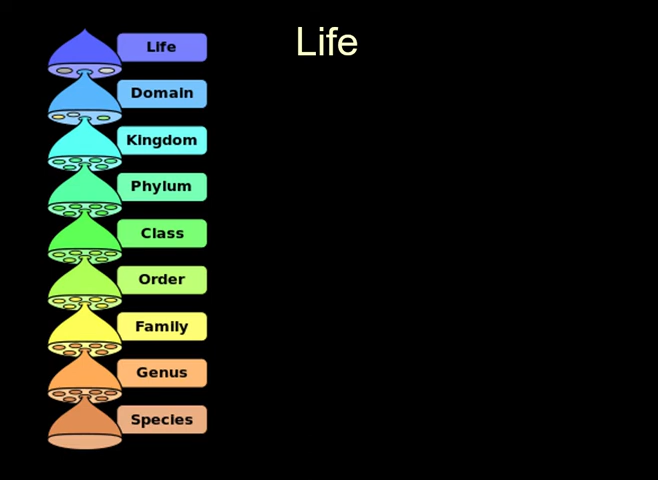 Life
Life
Domain
Kingdom
Phylum
Class
Order
Family
Genus
Species